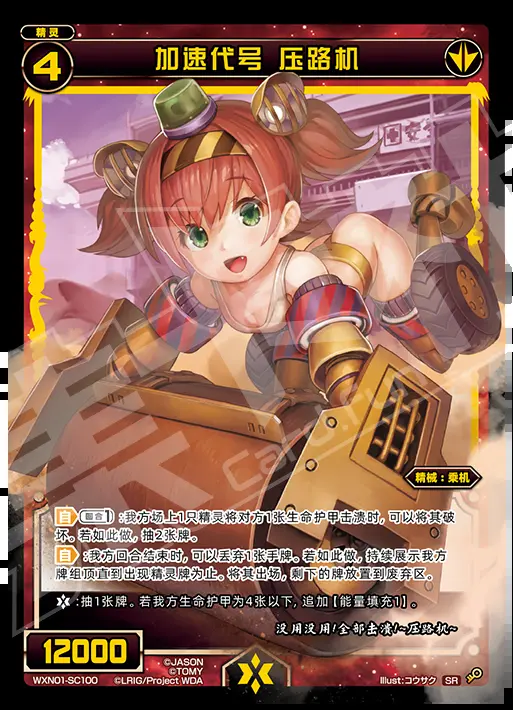 精灵
4
加速代号 压路机
精械：乘机
自 回合1 :我方场上1只精灵将对方1张生命护甲击溃时,可以将其破
坏。若如此做,抽2张牌。
自 :我方回合结束时,可以丢弃1张手牌。若如此做,持续展示我方
牌组顶直到出现精灵牌为止。将其出场,剩下的牌放置到废弃区。
:抽1张牌。若我方生命护甲为4张以下,追加【能量填充1】。
没用没用!全部击溃!~压路机~
12000
©JASON
©TOMY
WXN01-SC100 ©LRIG/Project WDA
Illust:コウサク SR